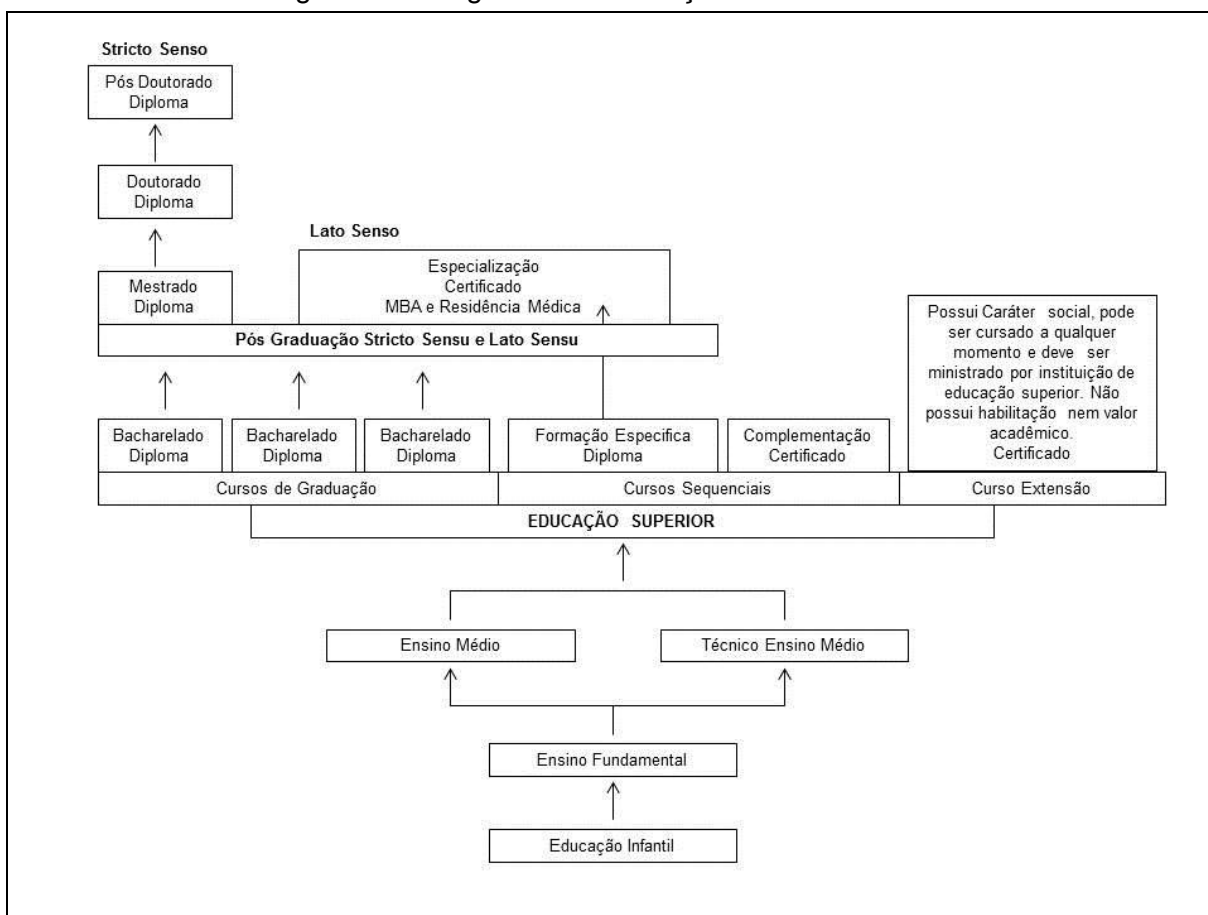 Stricto Senso
Pós Doutorado
Diploma
Doutorado
Diploma
Lato Senso
Mestrado
Diploma
Especialização
Certificado
MBA e Residência Médica
Pós Graduação Stricto Sensu e Lato Sensu
Possui Caráter social, pode
ser cursado a qualquer
momento e deve ser
ministrado por instituição de
educação superior. Não
possui habilitação nem valor
acadêmico.
Certificado
Bacharelado
Diploma
Bacharelado
Diploma
Bacharelado
Diploma
Formação Especifica
Diploma
Complementação
Certificado
Cursos de Graduação
Cursos Sequenciais
Curso Extensão
EDUCAÇÃO SUPERIOR
Ensino Médio
Técnico Ensino Médio
Ensino Fundamental
Educação Infantil